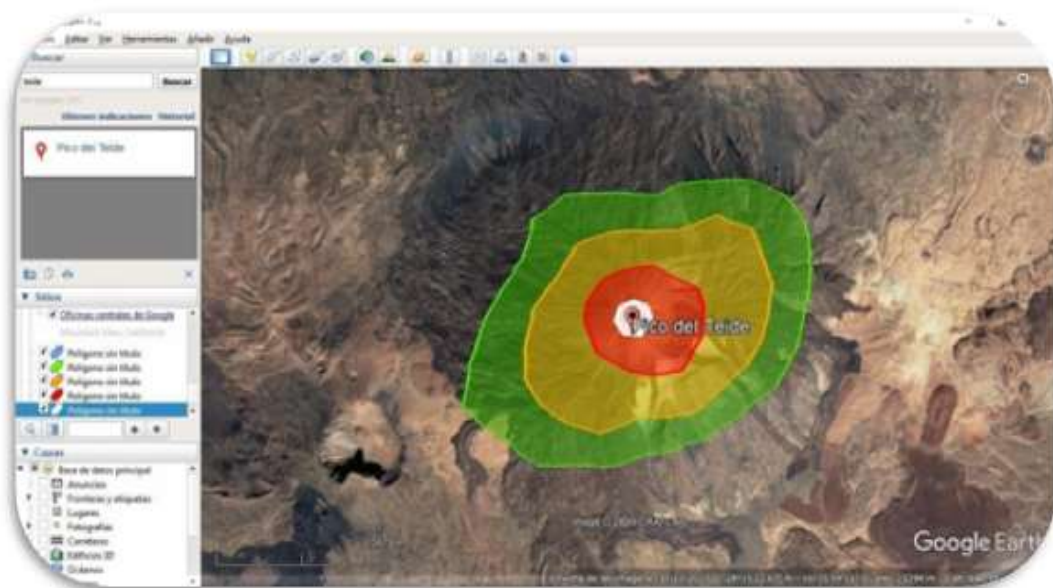 Editar Ver Herramientas Añadir Ayuda
Buscar
teide Buscar
Obtener indicaciones Historial
Pico del Teide
Sitios
Oficinas centrales de Google
Polígono sin título
Polígono sin título
Polígono sin título
Polígono sin título
Polígono sin título
Capas
Base de datos principal
Anuncios
Fronteras y etiquetas
Lugares
Fotografías
Carreteras
Edificios 3D
Océanos
Pico del Teide
Google Earth